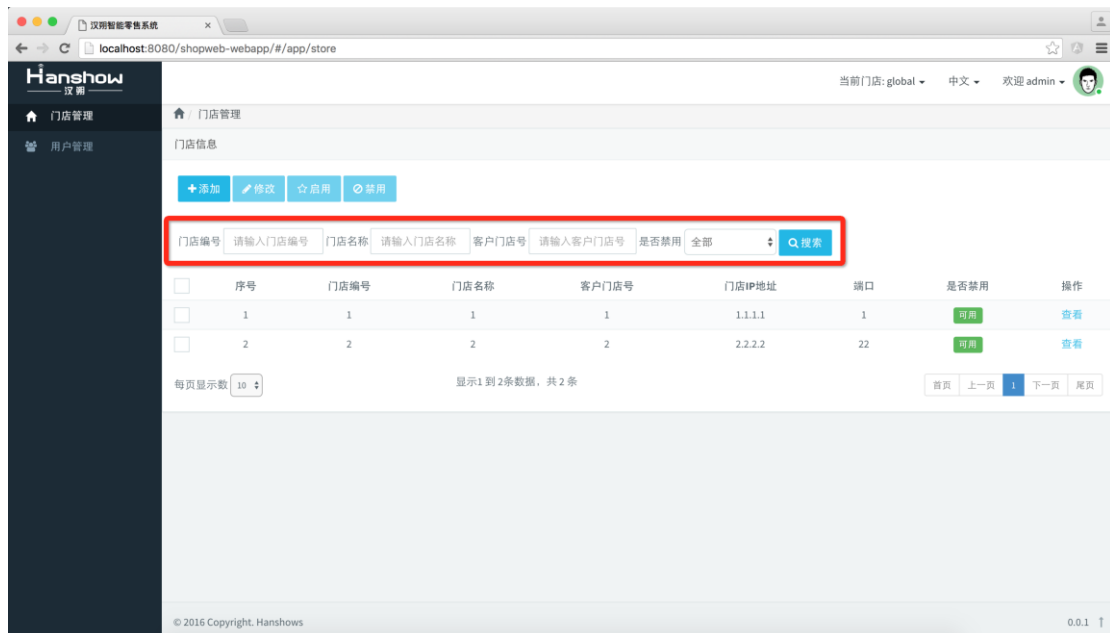 汉朔智能零售系统
localhost:8080/shopweb-webapp/#/app/store
Hanshow
汉朔
当前门店: global 中文 欢迎 admin
门店管理
用户管理
/ 门店管理
门店信息
添加 修改 启用 禁用
门店编号 请输入门店编号 门店名称 请输入门店名称 客户门店号 请输入客户门店号 是否禁用 全部 搜索
序号 门店编号 门店名称 客户门店号 门店IP地址 端口 是否禁用 操作
1 1 1 1 1.1.1.1 1 可用 查看
2 2 2 2 2.2.2.2 22 可用 查看
每页显示数 10 显示1 到 2条数据，共 2 条 首页 上一页 1 下一页 尾页
© 2016 Copyright. Hanshows 0.0.1